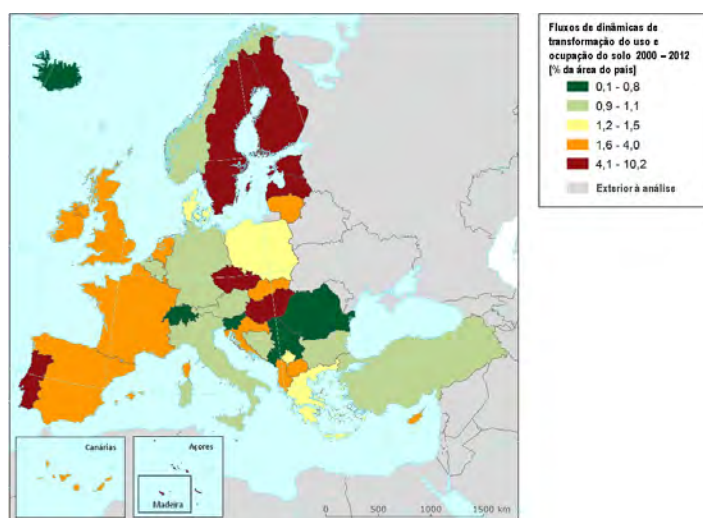 Fluxos de dinâmicas de
transformação do uso e
ocupação do solo 2000 – 2012
[% da área do país]
0,1 - 0,8
0,9 - 1,1
1,2 - 1,5
1,6 - 4,0
4,1 - 10,2
Exterior à análise
Canárias
Açores
Madeira
0 500 1000 1500 km